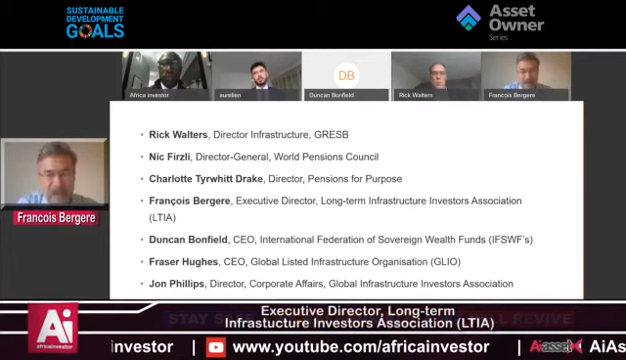 SUSTAINABLE
DEVELOPMENT
GOALS
Asset
Owner
Series
DB
Africa investor
aurelien
Duncan Bonfield
Rick Walters
Francois Bergere
• Rick Walters, Director Infrastructure, GRESB
• Nic Firzli, Director-General, World Pensions Council
• Charlotte Tyrwhitt Drake, Director, Pensions for Purpose
• François Bergère, Executive Director, Long-term Infrastructure Investors Association
(LTIA)
• Duncan Bonfield, CEO, International Federation of Sovereign Wealth Funds (IFSWF's)
• Fraser Hughes, CEO, Global Listed Infrastructure Organisation (GLIO)
• Jon Phillips, Director, Corporate Affairs, Global Infrastructure Investors Association
Francois Bergere
Ai
africainvestor
Executive Director, Long-term
Infrastucture Investors Association (LTIA)
investor
www.youtube.com/africainvestor
AiAs